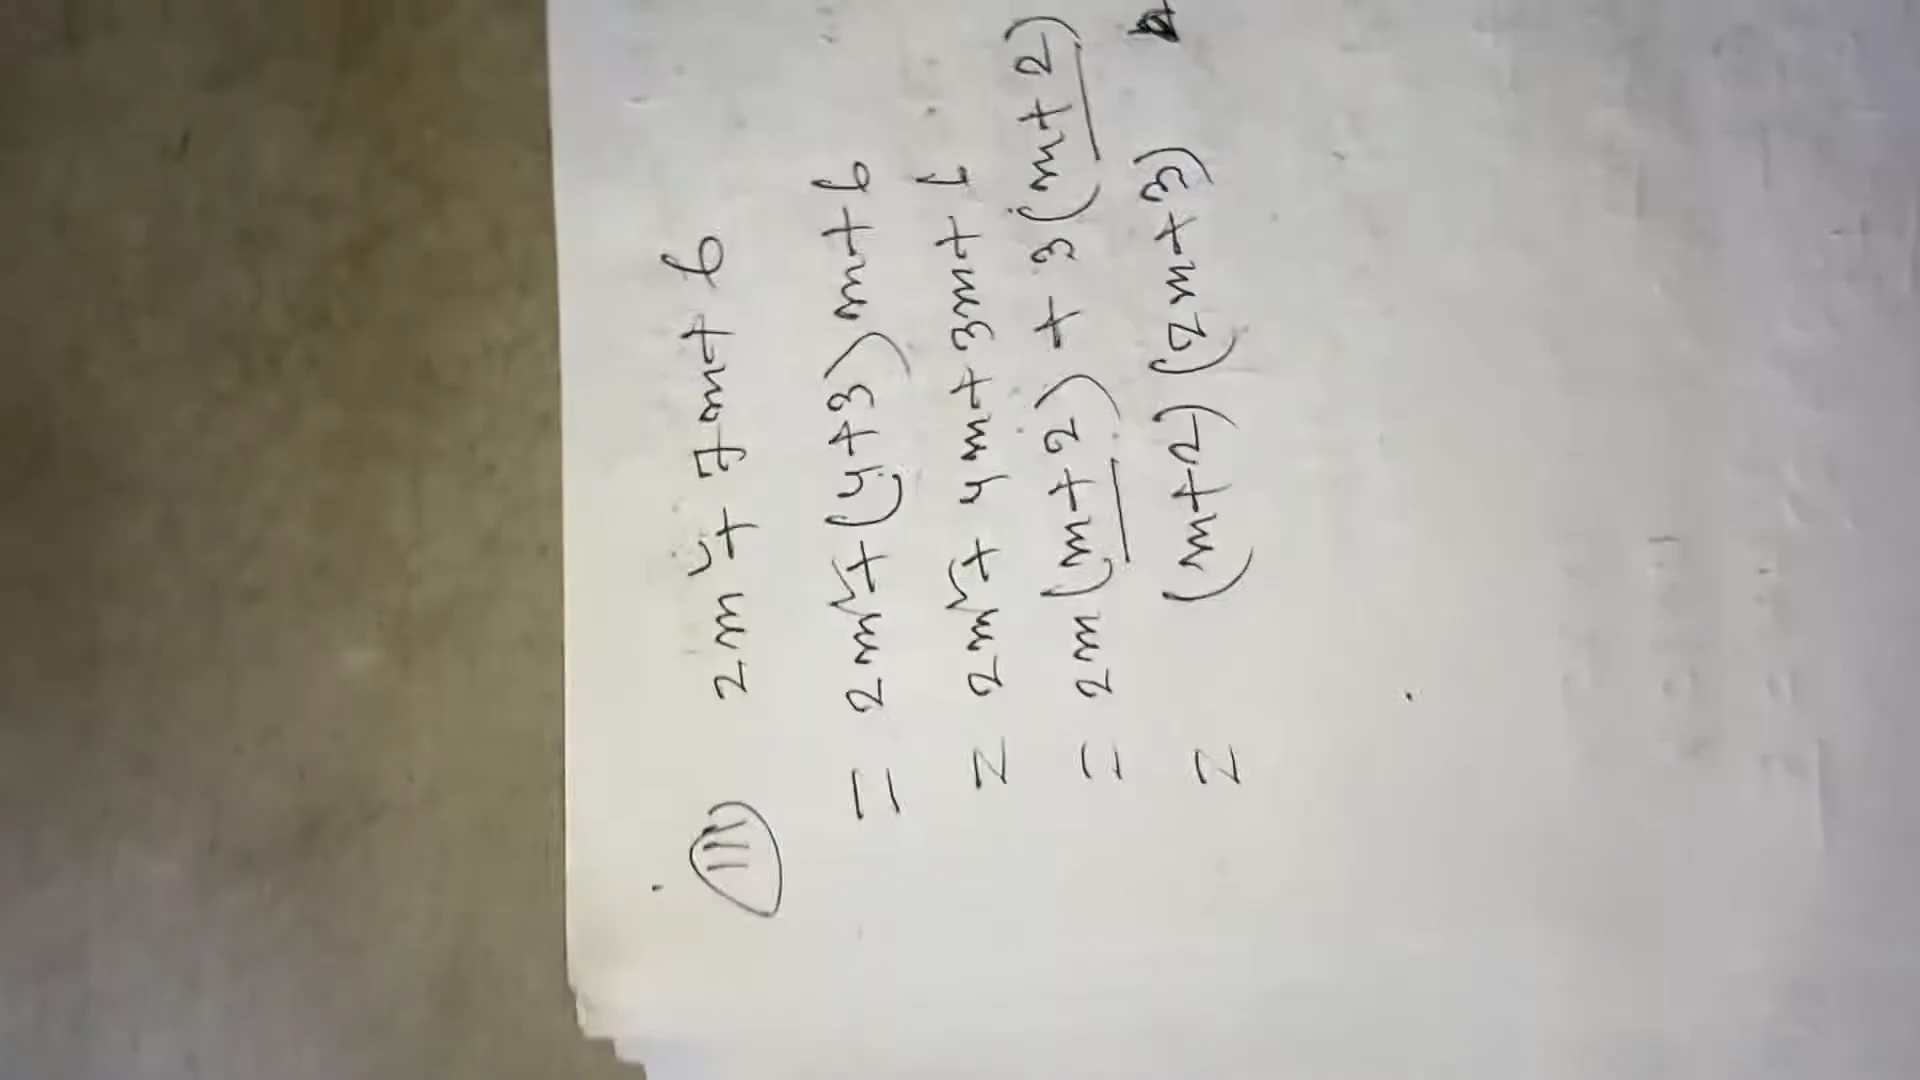 (iii) 2m² + 7m + 6
= 2m² + (4+3)m + 6
= 2m² + 4m + 3m + 6
= 2m(m+2) + 3(m+2)
= (m+2)(2m+3)